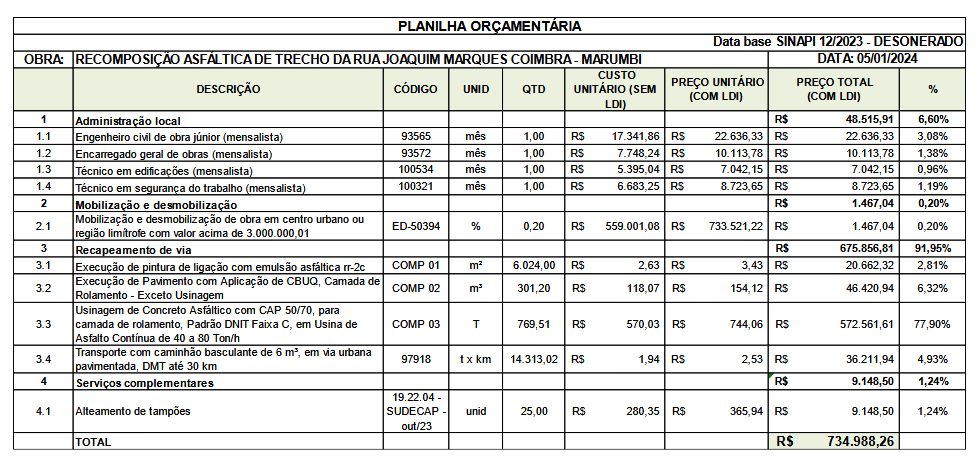 PLANILHA ORÇAMENTÁRIA
Data base SINAPI 12/2023 - DESONERADO
OBRA: RECOMPOSIÇÃO ASFÁLTICA DE TRECHO DA RUA JOAQUIM MARQUES COIMBRA - MARUMBI DATA: 05/01/2024
DESCRIÇÃO CÓDIGO UNID QTD CUSTO UNITÁRIO (SEM LDI) PREÇO UNITÁRIO (COM LDI) PREÇO TOTAL (COM LDI) %
1 Administração local R$ 48.515,91 6,60%
1.1 Engenheiro civil de obra júnior (mensalista) 93565 mês 1,00 R$ 17.341,86 R$ 22.636,33 R$ 22.636,33 3,08%
1.2 Encarregado geral de obras (mensalista) 93572 mês 1,00 R$ 7.748,24 R$ 10.113,78 R$ 10.113,78 1,38%
1.3 Técnico em edificações (mensalista) 100534 mês 1,00 R$ 5.395,04 R$ 7.042,15 R$ 7.042,15 0,96%
1.4 Técnico em segurança do trabalho (mensalista) 100321 mês 1,00 R$ 6.683,25 R$ 8.723,65 R$ 8.723,65 1,19%
2 Mobilização e desmobilização R$ 1.467,04 0,20%
2.1 Mobilização e desmobilização de obra em centro urbano ou
região limítrofe com valor acima de 3.000.000,01 ED-50394 % 0,20 R$ 559.001,08 R$ 733.521,22 R$ 1.467,04 0,20%
3 Recapeamento de via R$ 675.856,81 91,95%
3.1 Execução de pintura de ligação com emulsão asfáltica rr-2c COMP 01 m² 6.024,00 R$ 2,63 R$ 3,43 R$ 20.662,32 2,81%
3.2 Execução de Pavimento com Aplicação de CBUQ, Camada de
Rolamento - Exceto Usinagem COMP 02 m³ 301,20 R$ 118,07 R$ 154,12 R$ 46.420,94 6,32%
3.3 Usinagem de Concreto Asfáltico com CAP 50/70, para
camada de rolamento, Padrão DNIT Faixa C, em Usina de
Asfalto Contínua de 40 a 80 Ton/h COMP 03 T 769,51 R$ 570,03 R$ 744,06 R$ 572.561,61 77,90%
3.4 Transporte com caminhão basculante de 6 m³, em via urbana
pavimentada, DMT até 30 km 97918 t x km 14.313,02 R$ 1,94 R$ 2,53 R$ 36.211,94 4,93%
4 Serviços complementares R$ 9.148,50 1,24%
4.1 Alteamento de tampões 19.22.04 -
SUDECAP -
out/23 unid 25,00 R$ 280,35 R$ 365,94 R$ 9.148,50 1,24%
TOTAL R$ 734.988,26